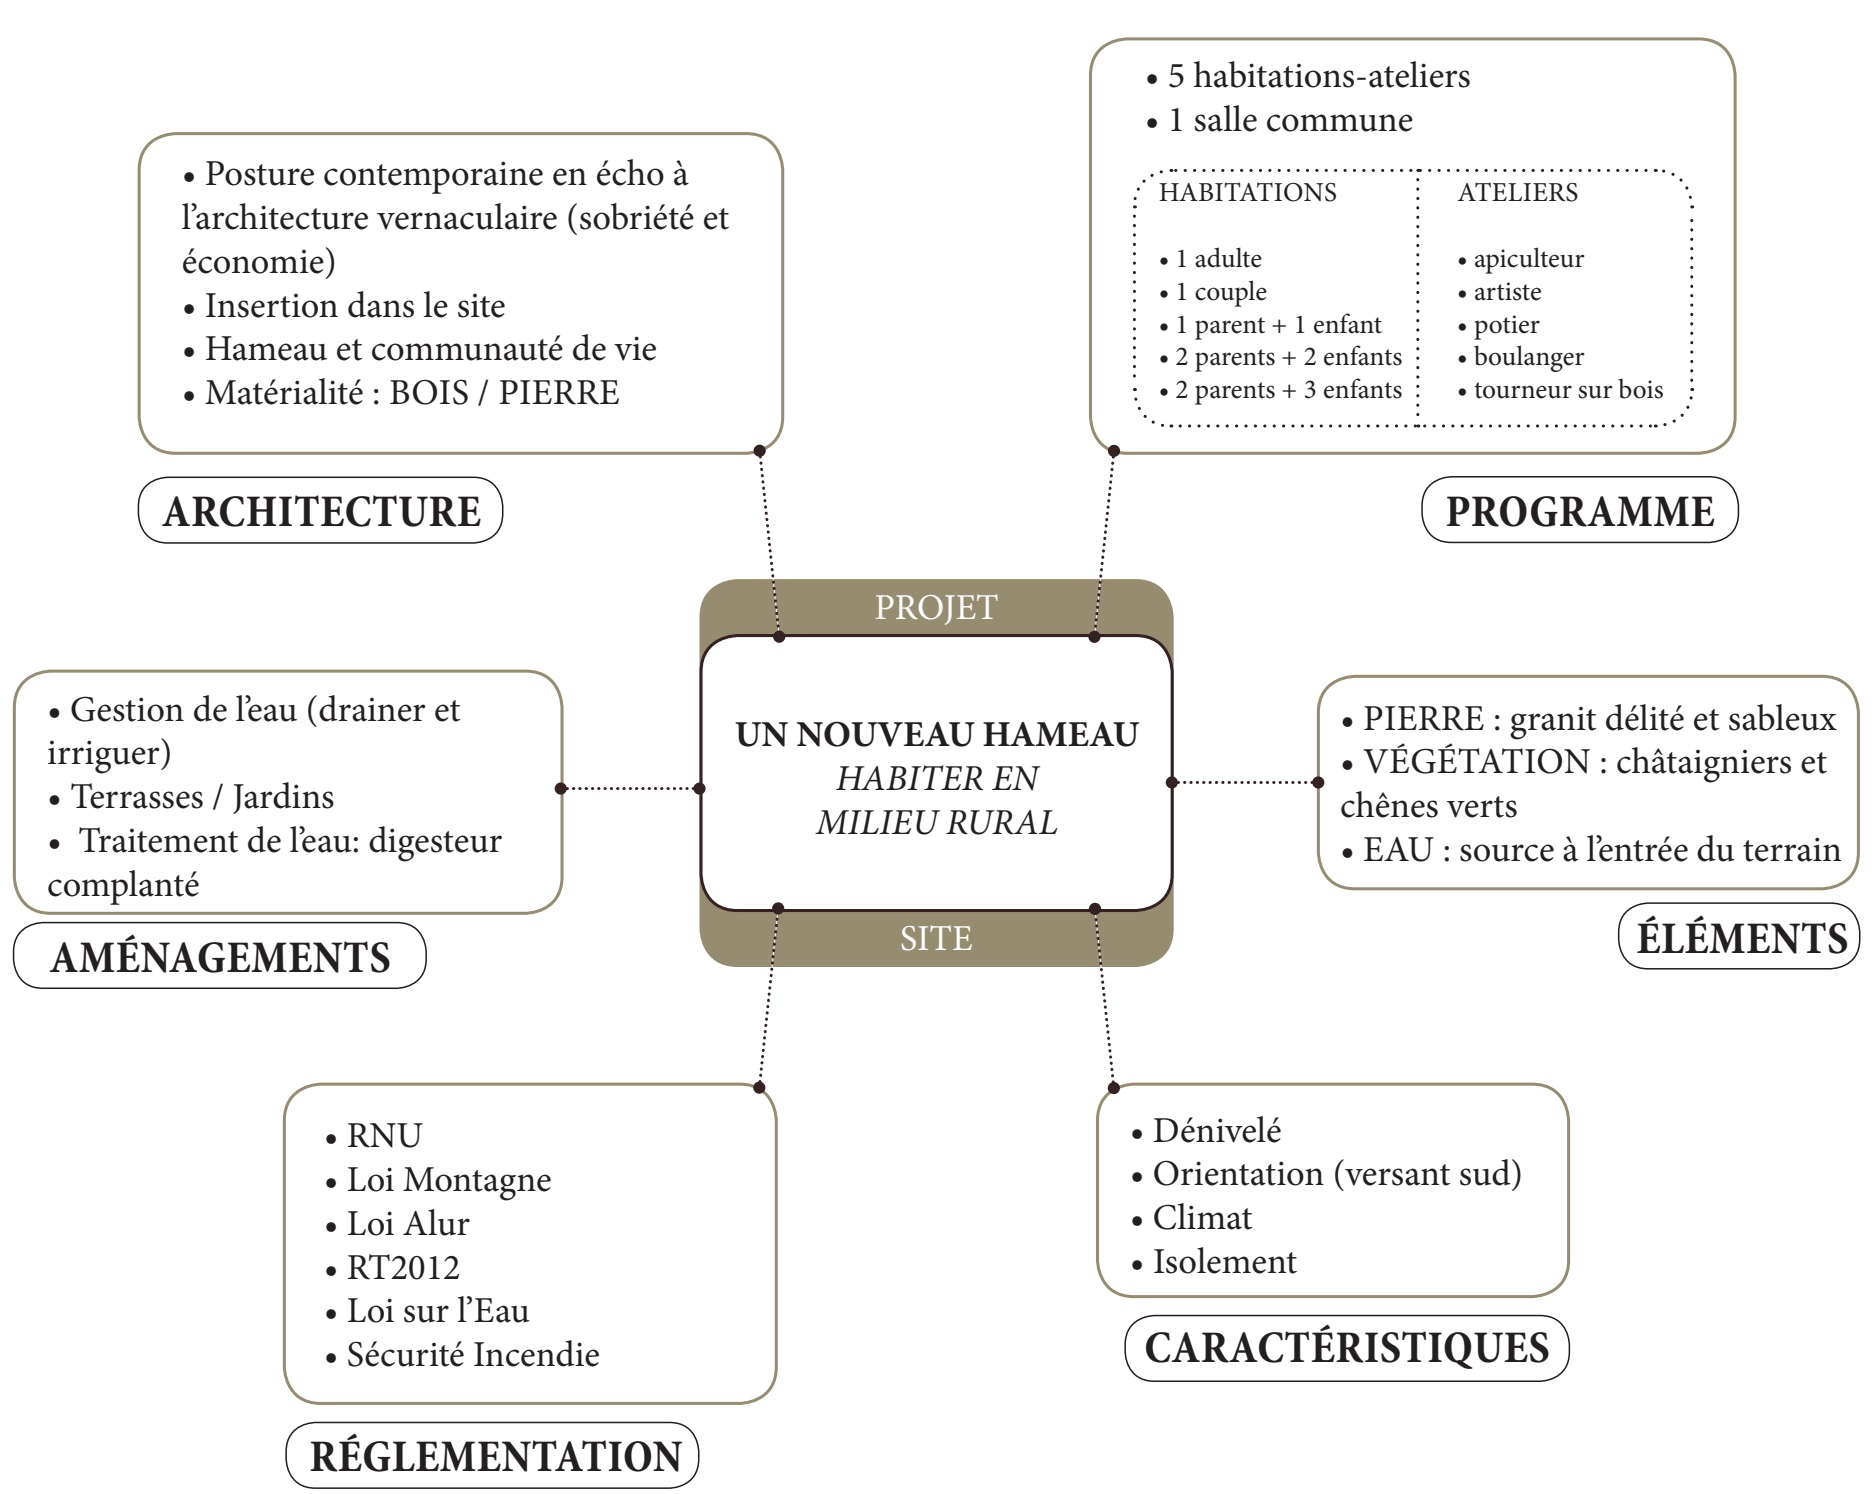 • Posture contemporaine en écho à
l'architecture vernaculaire (sobriété et
économie)
• Insertion dans le site
• Hameau et communauté de vie
• Matérialité : BOIS / PIERRE
ARCHITECTURE
• 5 habitations-ateliers
• 1 salle commune
HABITATIONS
• 1 adulte
• 1 couple
• 1 parent + 1 enfant
• 2 parents + 2 enfants
• 2 parents + 3 enfants
ATELIERS
• apiculteur
• artiste
• potier
• boulanger
• tourneur sur bois
PROGRAMME
PROJET
UN NOUVEAU HAMEAU
HABITER EN
MILIEU RURAL
SITE
• Gestion de l'eau (drainer et
irriguer)
• Terrasses / Jardins
• Traitement de l'eau: digesteur
complanté
AMÉNAGEMENTS
• PIERRE : granit délité et sableux
• VÉGÉTATION : châtaigniers et
chênes verts
• EAU : source à l'entrée du terrain
ÉLÉMENTS
• RNU
• Loi Montagne
• Loi Alur
• RT2012
• Loi sur l'Eau
• Sécurité Incendie
RÉGLEMENTATION
• Dénivelé
• Orientation (versant sud)
• Climat
• Isolement
CARACTÉRISTIQUES